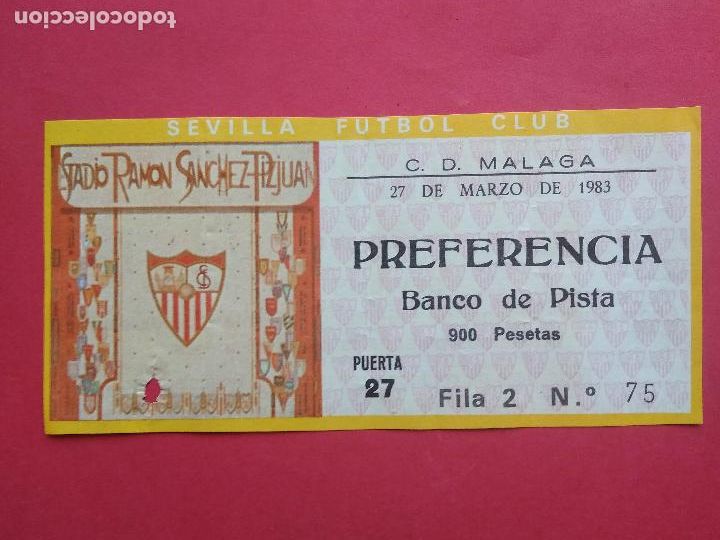 todocoleccion
SEVILLA FUTBOL CLUB
ESTADIO RAMON SANCHEZ-PIZJUAN
C. D. MALAGA
27 DE MARZO DE 1983
PREFERENCIA
Banco de Pista
900 Pesetas
PUERTA
27
Fila 2 N.º 75